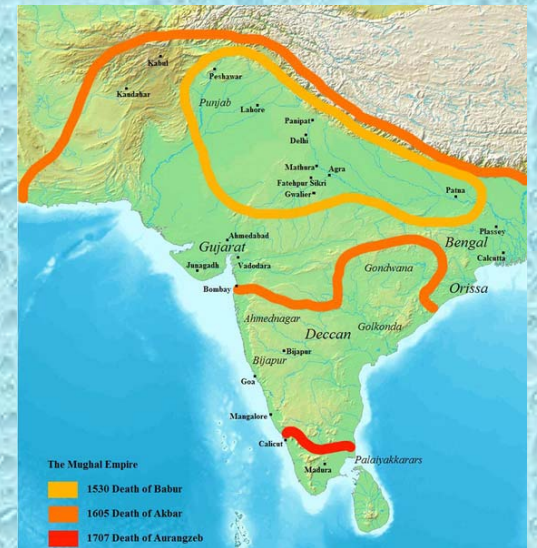 Kabul
Peshawar
Kandahar
Punjab
Lahore
Panipat
Delhi
Mathura
Agra
Fatehpur Sikri
Gwalier
Patna
Plassey
Ahmedabad
Gujarat
Bengal
Calcutta
Junagadh
Vadodara
Gondwana
Bombay
Orissa
Ahmednagar
Golkonda
Deccan
Bijapur
Bijapur
Goa
Mangalore
Calicut
Palaiyakkarars
Madura
The Mughal Empire
1530 Death of Babur
1605 Death of Akbar
1707 Death of Aurangzeb